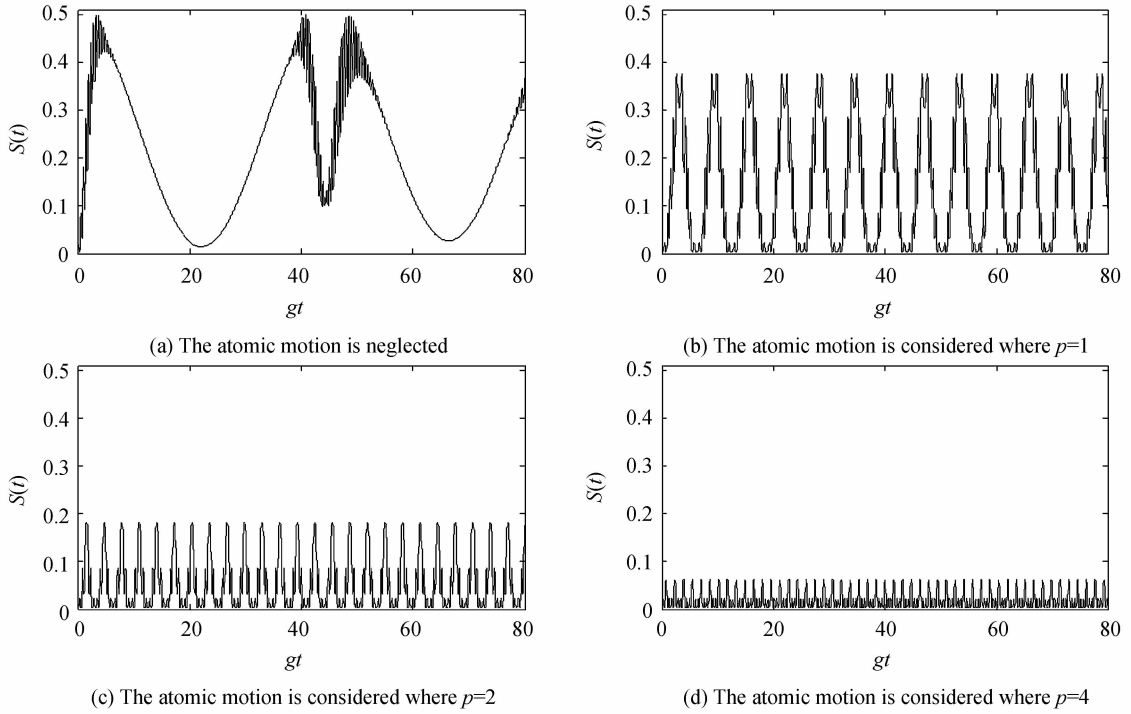 0.5
0.4
0.3
0.2
0.1
0
S(t)
0 20 40 60 80
gt
(a) The atomic motion is neglected
0.5
0.4
0.3
0.2
0.1
0
S(t)
0 20 40 60 80
gt
(b) The atomic motion is considered where p=1
0.5
0.4
0.3
0.2
0.1
0
S(t)
0 20 40 60 80
gt
(c) The atomic motion is considered where p=2
0.5
0.4
0.3
0.2
0.1
0
S(t)
0 20 40 60 80
gt
(d) The atomic motion is considered where p=4